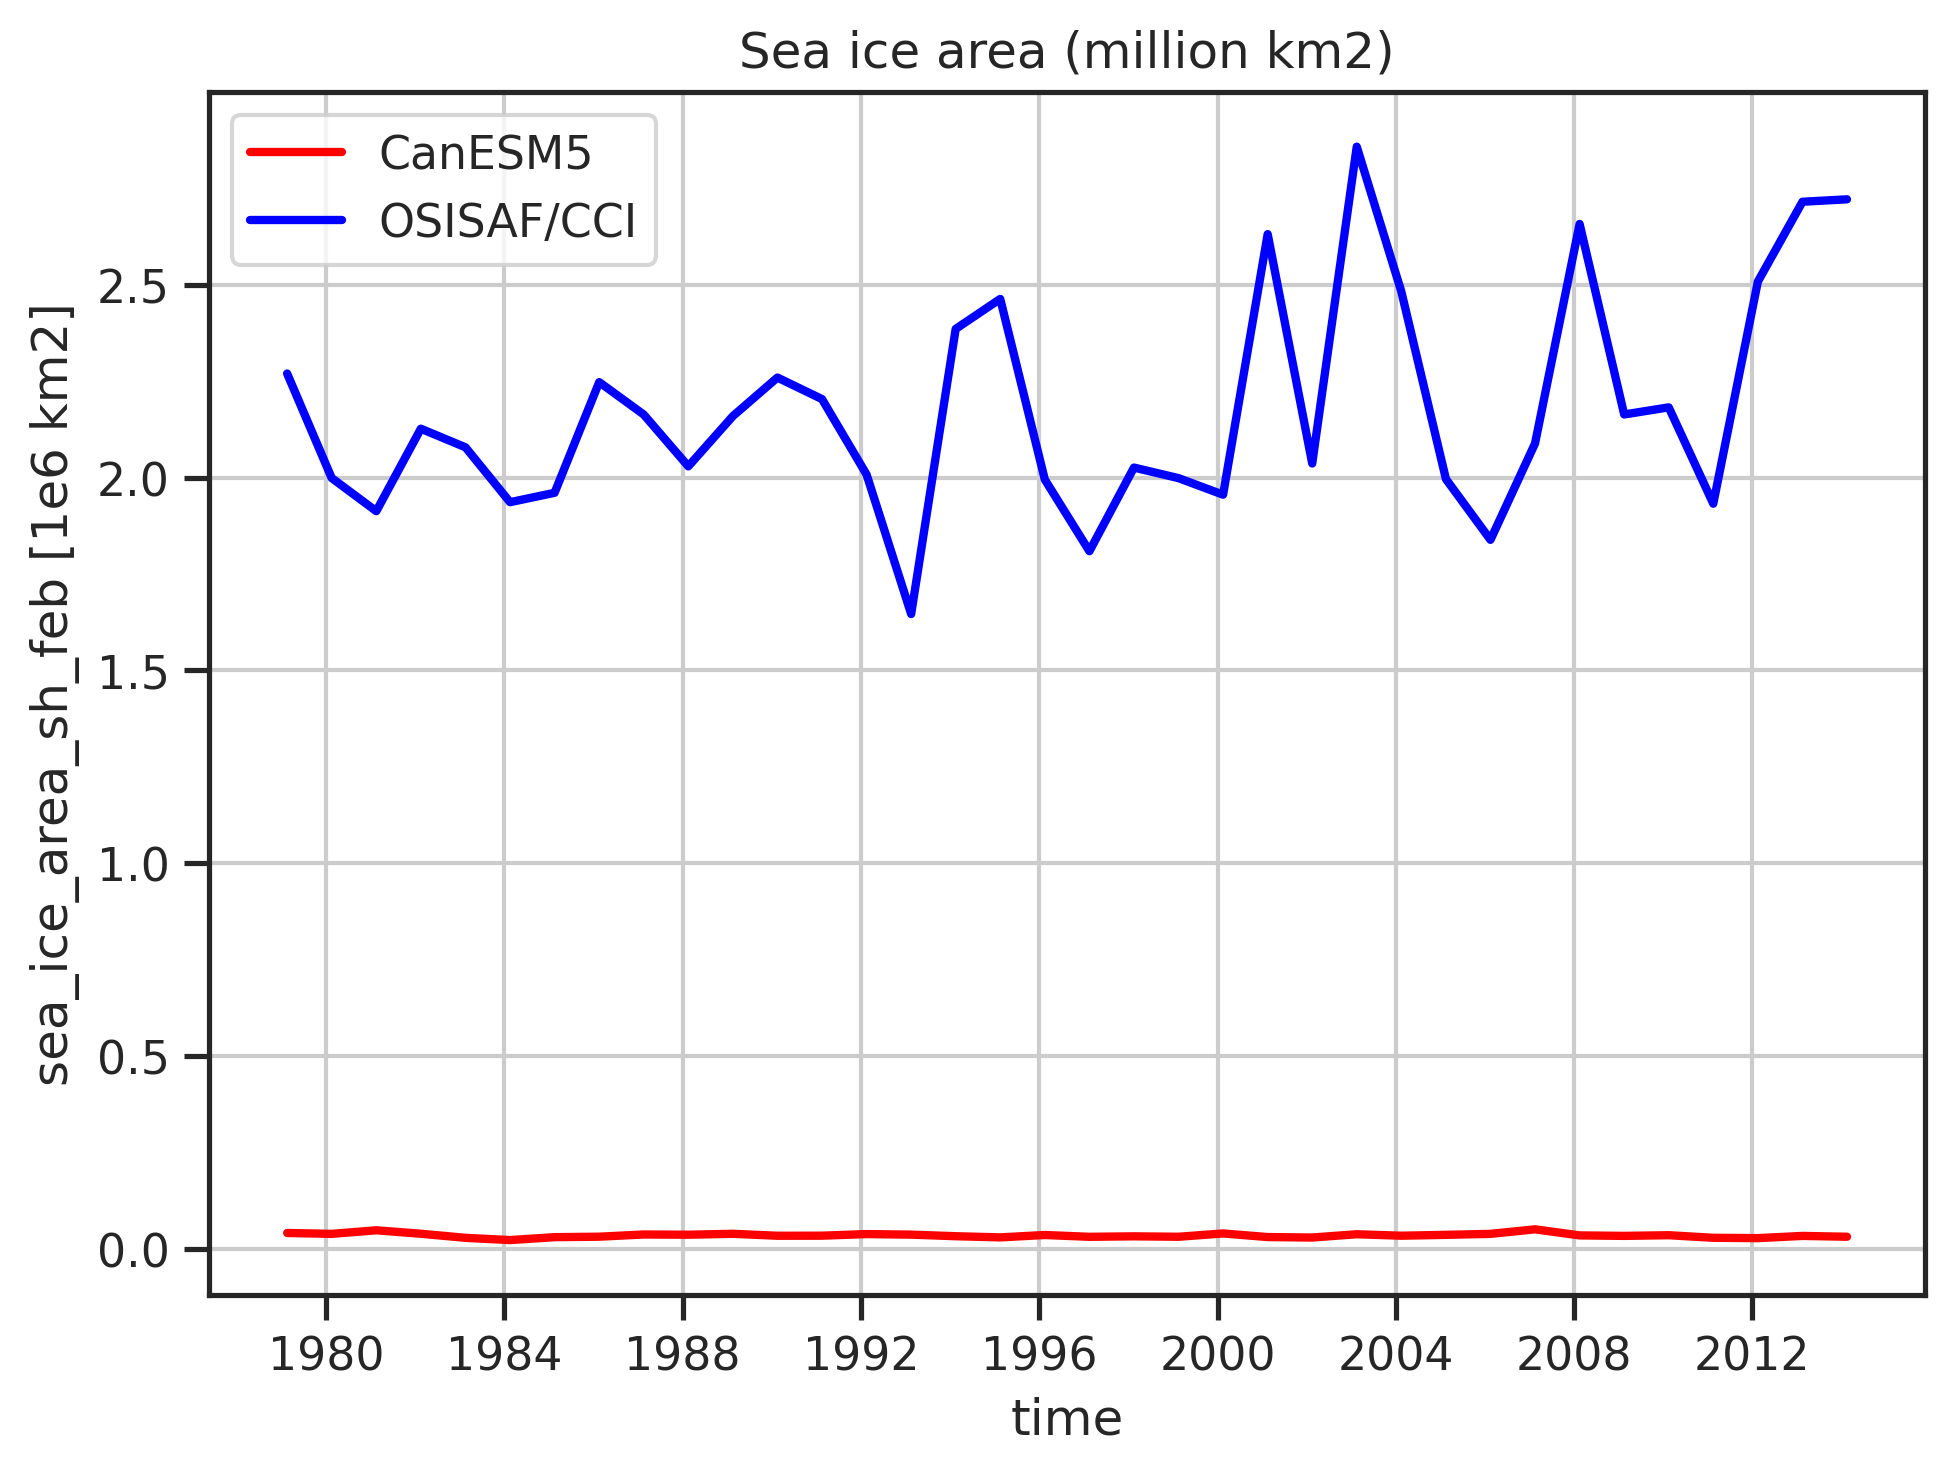 Sea ice area (million km2)
CanESM5
OSISAF/CCI
sea_ice_area_sh_feb [1e6 km2]
2.5
2.0
1.5
1.0
0.5
0.0
1980 1984 1988 1992 1996 2000 2004 2008 2012
time